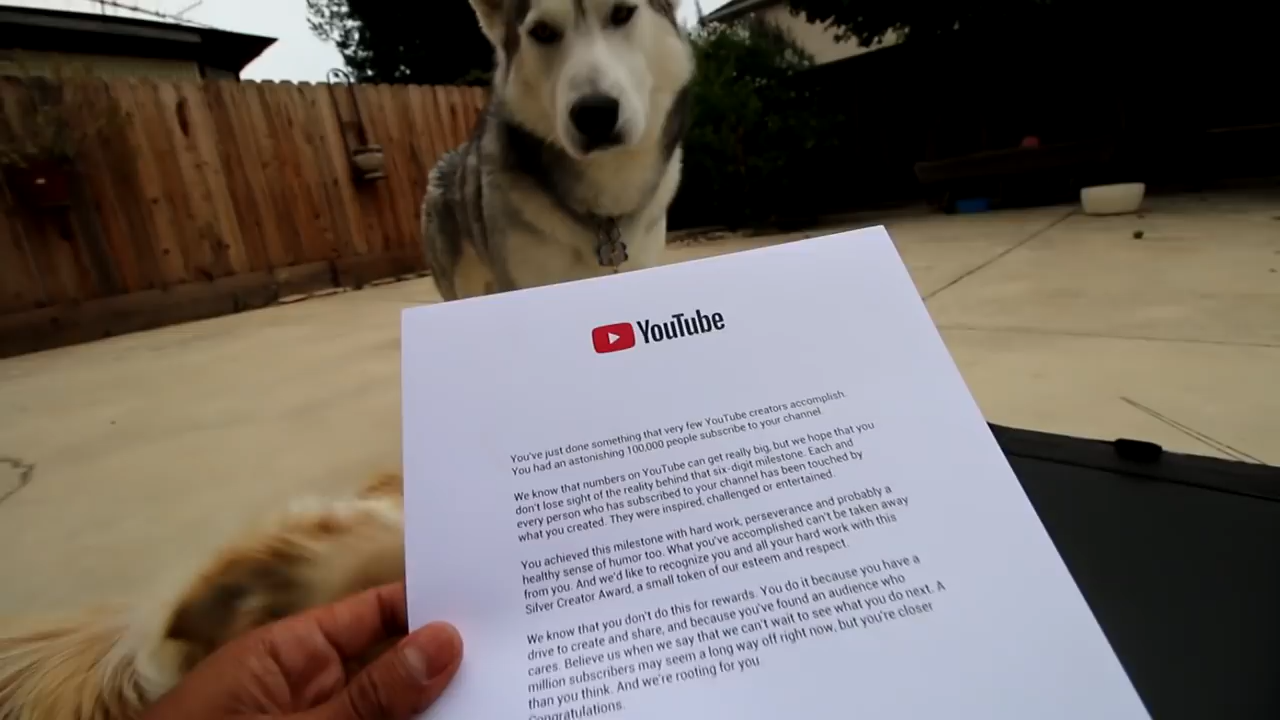 YouTube
You've just done something that very few YouTube creators accomplish.
You had an astonishing 100,000 people subscribe to your channel.
We know that numbers on YouTube can get really big, but we hope that you
don't lose sight of the reality behind that six-digit milestone. Each and
every person who has subscribed to your channel has been touched by
what you created. They were inspired, challenged or entertained.
You achieved this milestone with hard work, perseverance and probably a
healthy sense of humor too. What you've accomplished can't be taken away
from you. And we'd like to recognize you and all your hard work with this
Silver Creator Award, a small token of our esteem and respect.
We know that you don't do this for rewards. You do it because you have a
drive to create and share, and because you've found an audience who
cares. Believe us when we say that we can't wait to see what you do next. A
million subscribers may seem a long way off right now, but you're closer
than you think. And we're rooting for you
Congratulations.